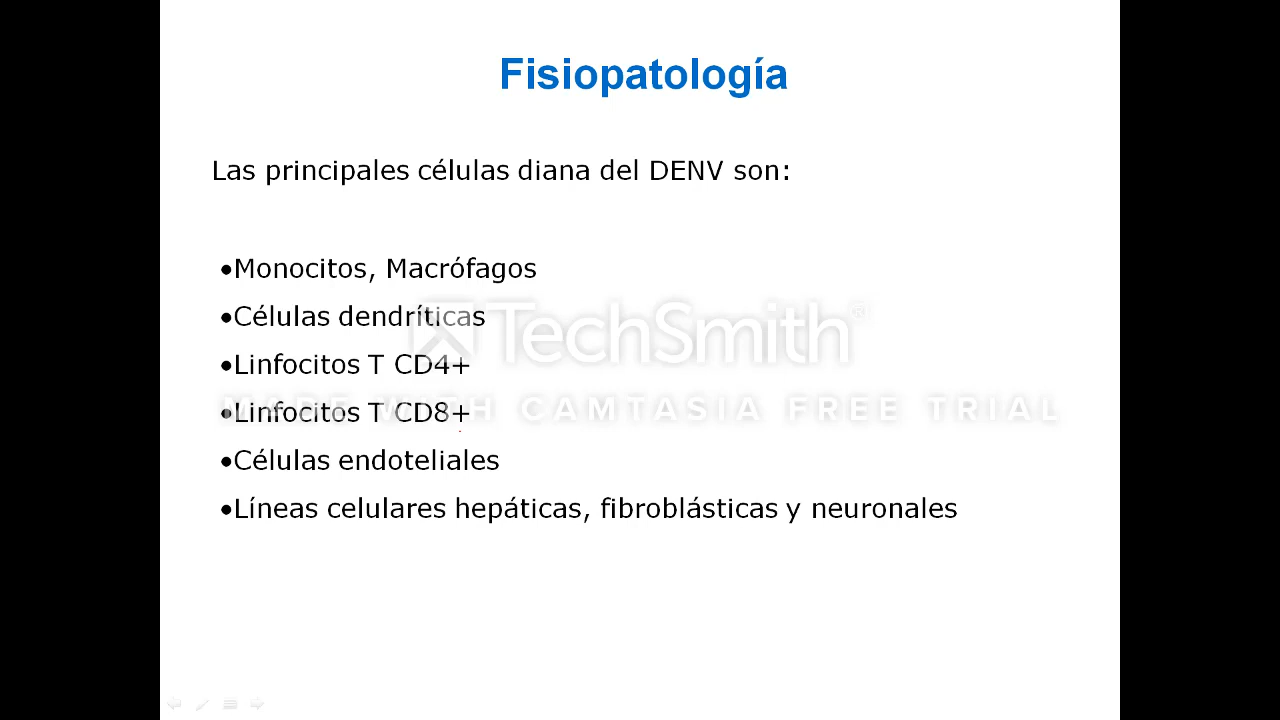 Fisiopatología
Las principales células diana del DENV son:
•Monocitos, Macrófagos
•Células dendríticas
TechSmith®
•Linfocitos T CD4+
•Linfocitos T CD8+
MADE WITH CAMTASIA FREE TRIAL
•Células endoteliales
•Líneas celulares hepáticas, fibroblásticas y neuronales